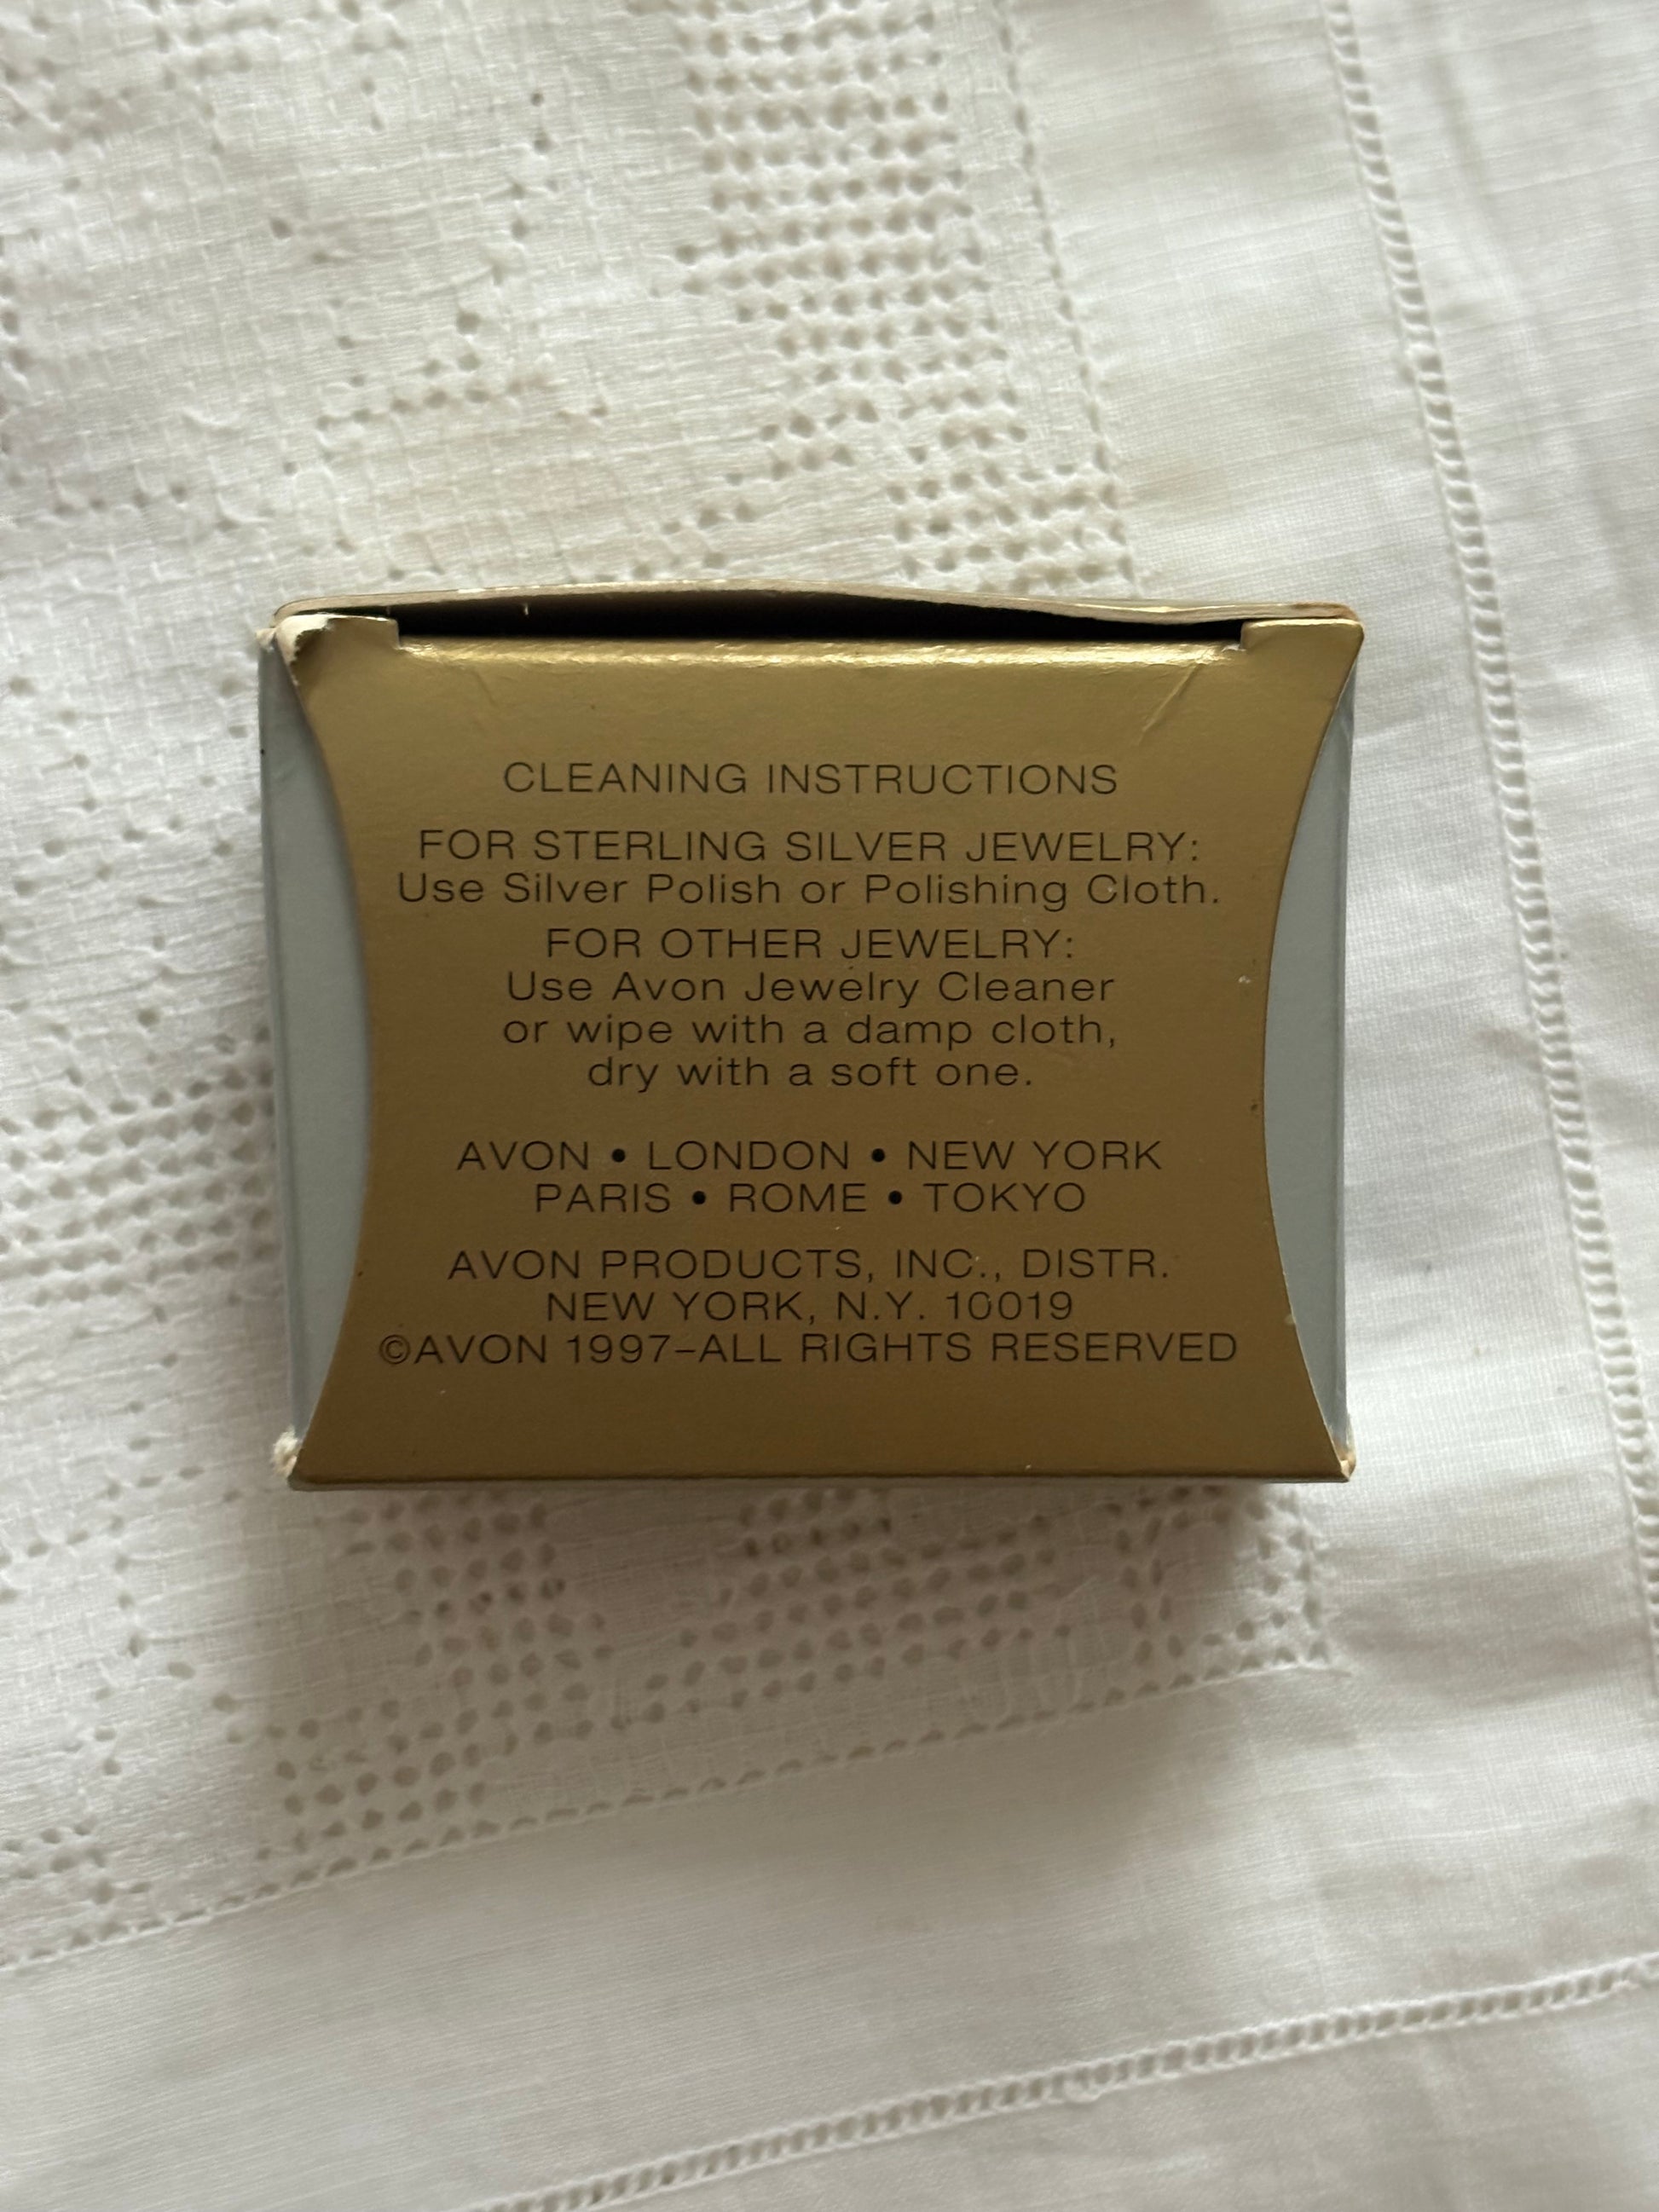 CLEANING INSTRUCTIONS
FOR STERLING SILVER JEWELRY:
Use Silver Polish or Polishing Cloth.
FOR OTHER JEWELRY:
Use Avon Jewelry Cleaner
or wipe with a damp cloth,
dry with a soft one.
AVON • LONDON • NEW YORK
PARIS • ROME • TOKYO
AVON PRODUCTS, INC., DISTR.
NEW YORK, N.Y. 10019
©AVON 1997–ALL RIGHTS RESERVED